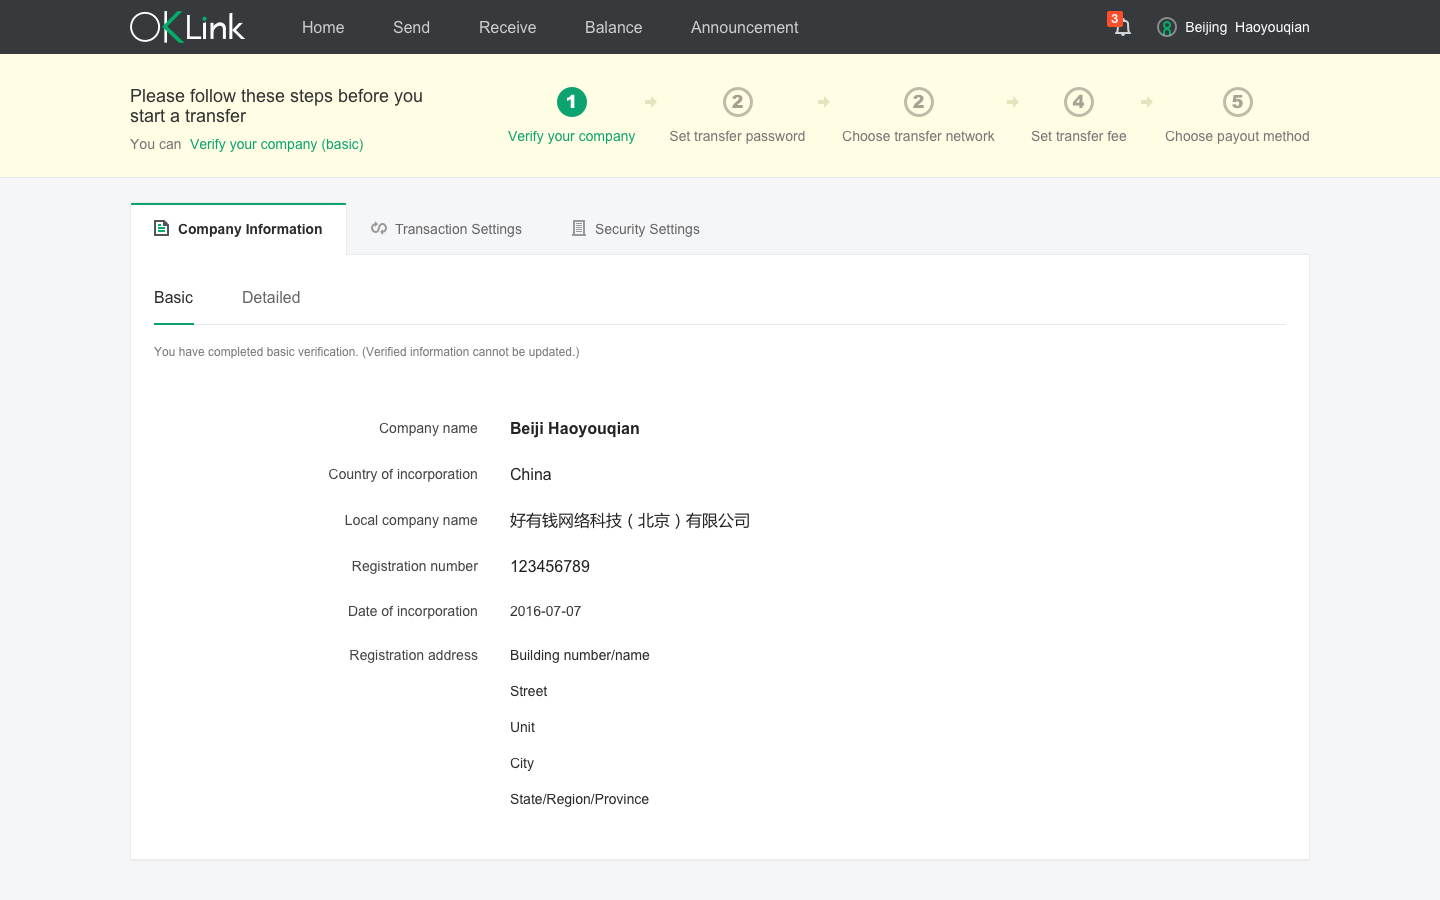 OKLink
Home
Send
Receive
Balance
Announcement
3
Beijing Haoyouqian
Please follow these steps before you
start a transfer
You can Verify your company (basic)
1
Verify your company
2
Set transfer password
2
Choose transfer network
4
Set transfer fee
5
Choose payout method
Company Information
Transaction Settings
Security Settings
Basic
Detailed
You have completed basic verification. (Verified information cannot be updated.)
Company name
Beiji Haoyouqian
Country of incorporation
China
Local company name
好有钱网络科技（北京）有限公司
Registration number
123456789
Date of incorporation
2016-07-07
Registration address
Building number/name
Street
Unit
City
State/Region/Province